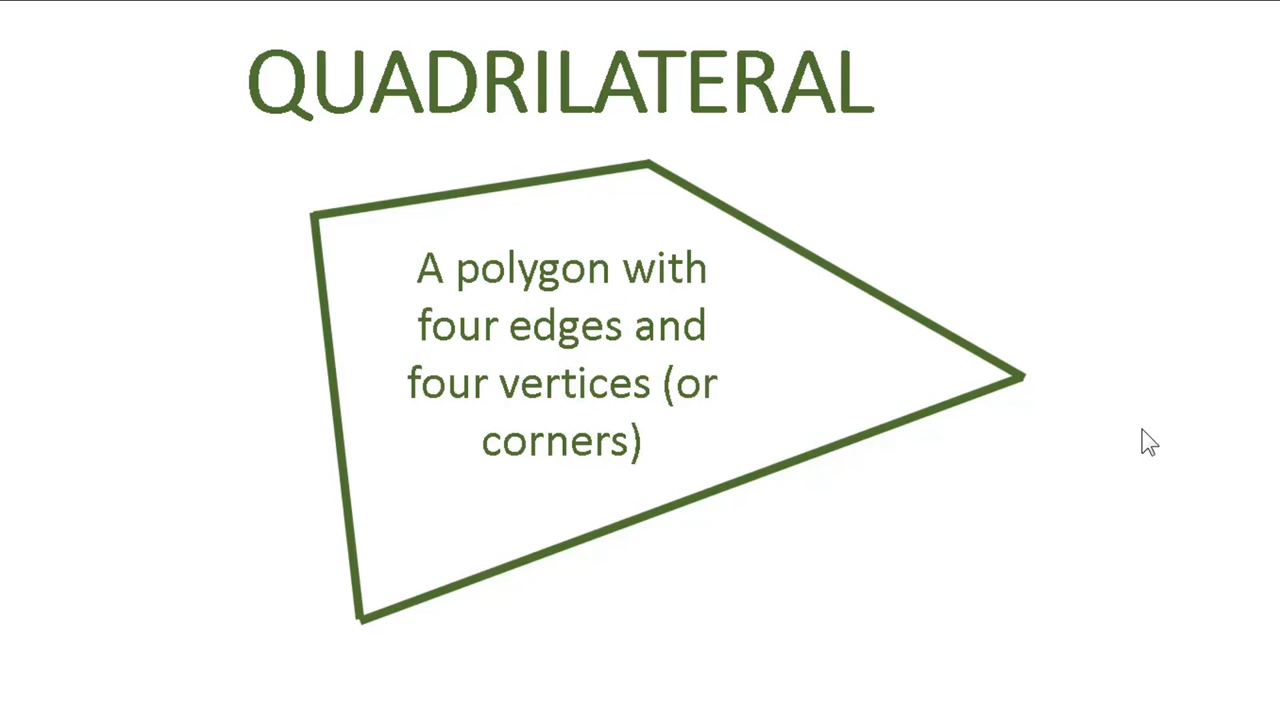 QUADRILATERAL
A polygon with
four edges and
four vertices (or
corners)